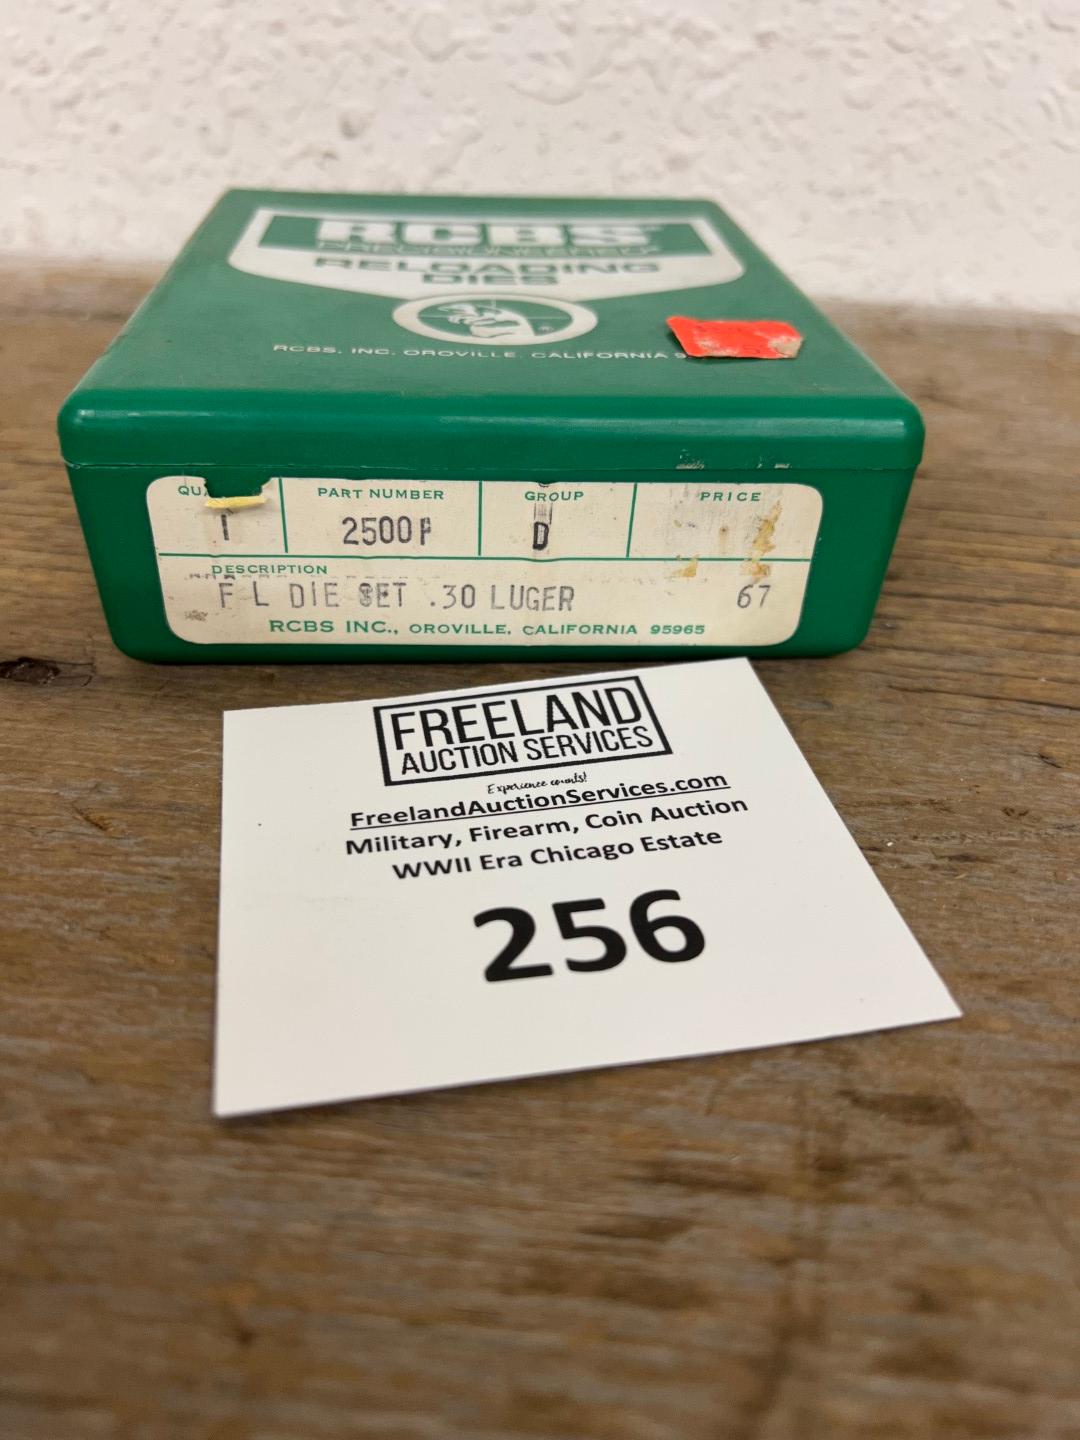 RCBS
PRECISIONEERED
RELOADING
DIES
RCBS, INC. OROVILLE, CALIFORNIA 9
PART NUMBER GROUP PRICE
1 2500P D
DESCRIPTION
F L DIE SET .30 LUGER 67
RCBS INC., OROVILLE, CALIFORNIA 95965
FREELAND
AUCTION SERVICES
Experience counts!
FreelandAuctionServices.com
Military, Firearm, Coin Auction
WWII Era Chicago Estate
256